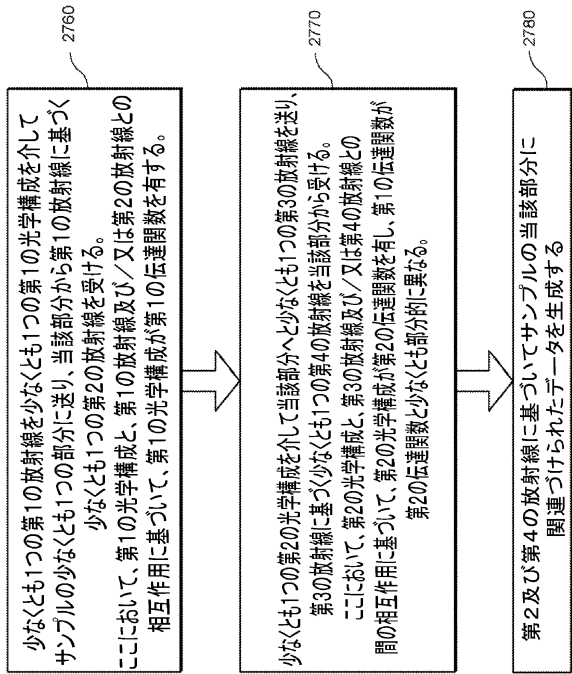 2760
少なくとも1つの第1の放射線を少なくとも1つの第1の光学構成を介して
サンプルの少なくとも1つの部分に送り、当該部分から第1の放射線に基づく
少なくとも1つの第2の放射線を受ける。
ここにおいて、第1の光学構成と、第1の放射線及び／又は第2の放射線との
相互作用に基づいて、第1の光学構成が第1の伝達関数を有する。
2770
少なくとも1つの第2の光学構成を介して当該部分へと少なくとも1つの第3の放射線を送り、
第3の放射線に基づく少なくとも1つの第4の放射線を当該部分から受ける。
ここにおいて、第2の光学構成と、第3の放射線及び／又は第4の放射線との
間の相互作用に基づいて、第2の光学構成が第2の伝達関数を有し、第1の伝達関数が
第2の伝達関数と少なくとも部分的に異なる。
2780
第2及び第4の放射線に基づいてサンプルの当該部分に
関連づけられたデータを生成する